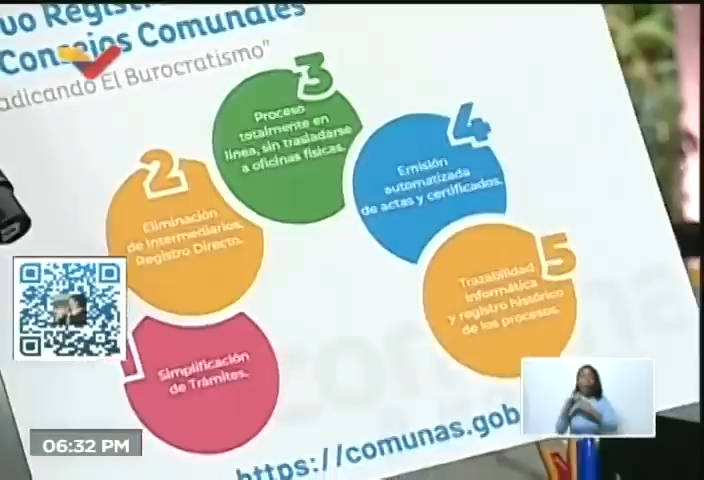 Consejos Comunales
El Burocratismo"
3
Proceso
totalmente en
línea, sin trasladarse
a oficinas físicas.
4
Emisión
automatizada
de actas y certificados.
2
Eliminación
de Intermediarios,
Registro Directo.
5
Trazabilidad
informática
y registro histórico
de los procesos.
1
Simplificación
de Trámites.
https://comunas.gob
06:32 PM